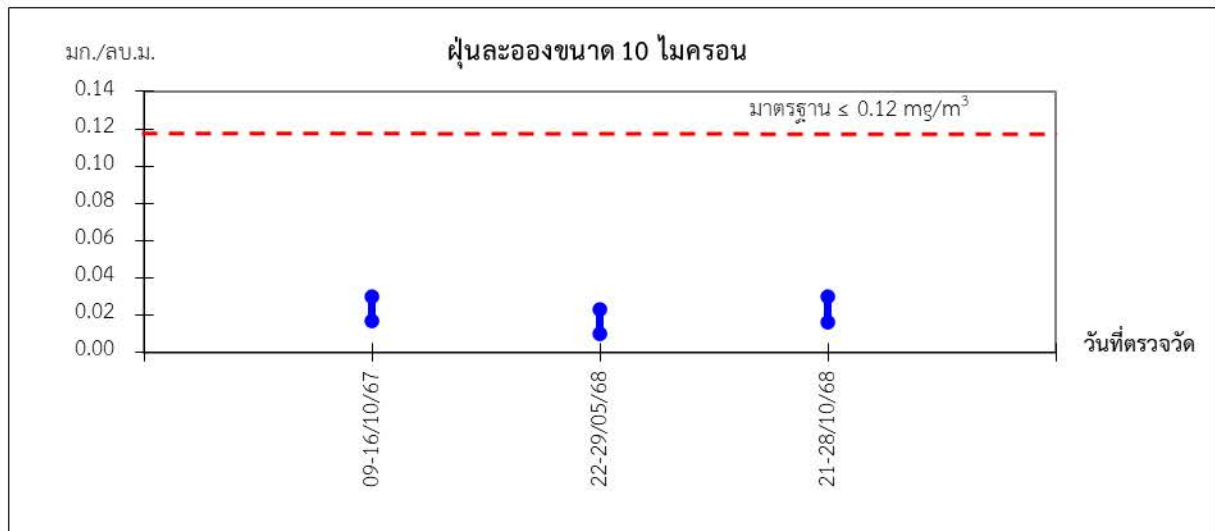 มก./ลบ.ม.
ฝุ่นละอองขนาด 10 ไมครอน
มาตรฐาน ≤ 0.12 mg/m³
0.14
0.12
0.10
0.08
0.06
0.04
0.02
0.00
วันที่ตรวจวัด
09-16/10/67
22-29/05/68
21-28/10/68